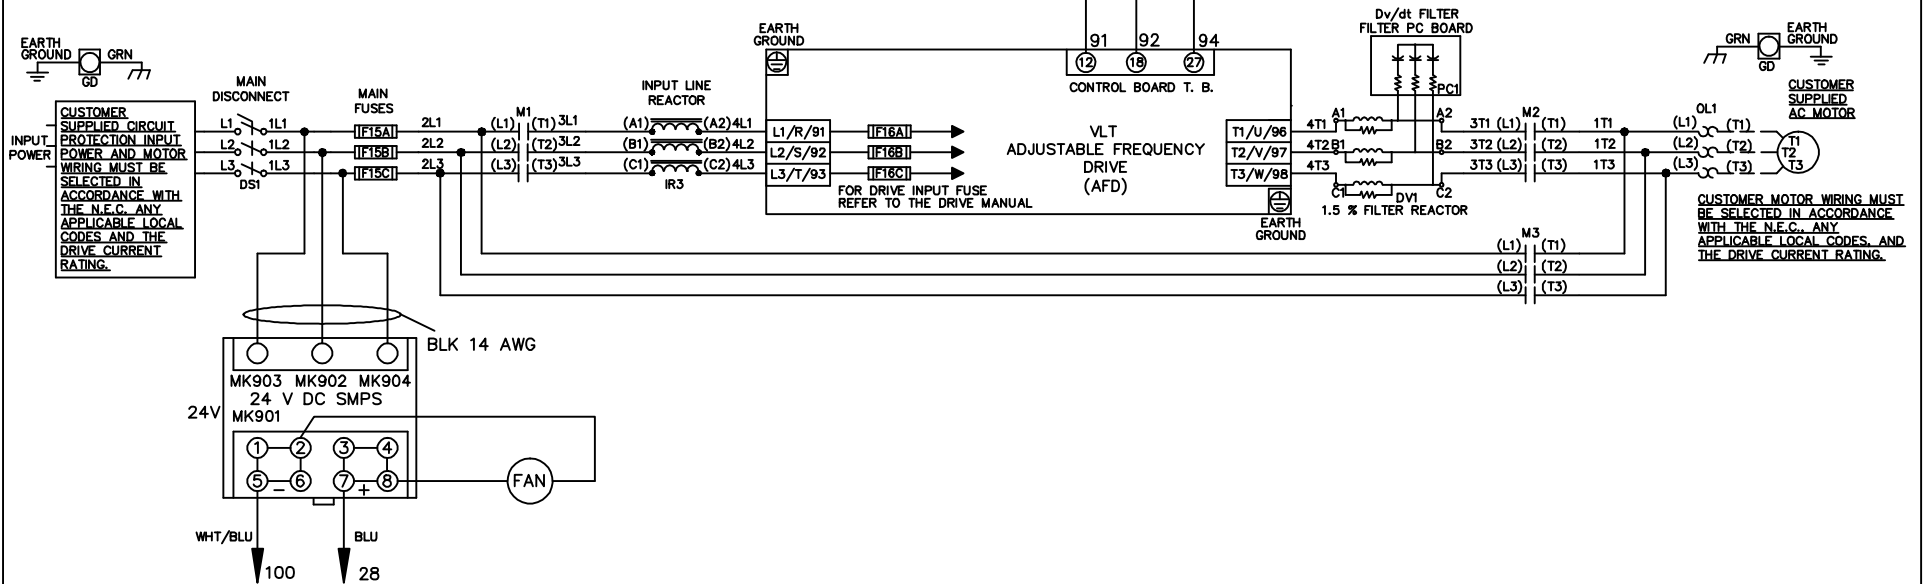 EARTH
GROUND
GRN
GD
INPUT
POWER
CUSTOMER
SUPPLIED CIRCUIT
PROTECTION INPUT
POWER AND MOTOR
WIRING MUST BE
SELECTED IN
ACCORDANCE WITH
THE N.E.C. ANY
APPLICABLE LOCAL
CODES AND THE
DRIVE CURRENT
RATING.
MAIN
DISCONNECT
L1 1L1
L2 1L2
L3 1L3
DS1
MAIN
FUSES
F15A
F15B
F15C
2L1
2L2
2L3
M1
(L1) (T1) 3L1
(L2) (T2) 3L2
(L3) (T3) 3L3
INPUT LINE
REACTOR
(A1) (A2) 4L1
(B1) (B2) 4L2
(C1) (C2) 4L3
IR3
EARTH
GROUND
L1/R/91
L2/S/92
L3/T/93
F16A
F16B
F16C
FOR DRIVE INPUT FUSE
REFER TO THE DRIVE MANUAL
91 92 94
12 18 27
CONTROL BOARD T. B.
VLT
ADJUSTABLE FREQUENCY
DRIVE
(AFD)
T1/U/96
T2/V/97
T3/W/98
EARTH
GROUND
Dv/dt FILTER
FILTER PC BOARD
PC1
4T1 A1 A2
4T2 B1 B2
4T3 C1 C2
DV1
1.5 % FILTER REACTOR
M2
3T1 (L1) (T1) 1T1
3T2 (L2) (T2) 1T2
3T3 (L3) (T3) 1T3
M3
(L1) (T1)
(L2) (T2)
(L3) (T3)
GRN
GD
EARTH
GROUND
CUSTOMER
SUPPLIED
AC MOTOR
OL1
(L1) (T1)
(L2) (T2)
(L3) (T3)
T1
T2
T3
CUSTOMER MOTOR WIRING MUST
BE SELECTED IN ACCORDANCE
WITH THE N.E.C., ANY
APPLICABLE LOCAL CODES, AND
THE DRIVE CURRENT RATING.
BLK 14 AWG
MK903 MK902 MK904
24 V DC SMPS
24V MK901
1 2 3 4
5 6 7 8
- +
FAN
WHT/BLU
BLU
100
28